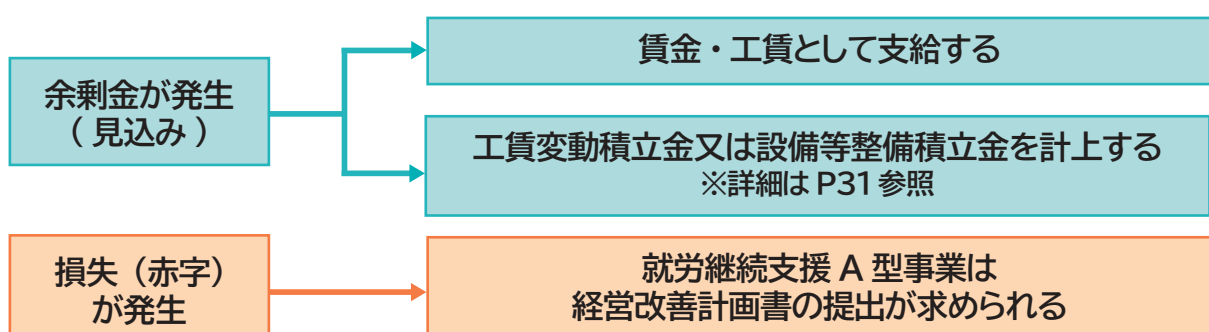 余剰金が発生
（見込み）
賃金・工賃として支給する
工賃変動積立金又は設備等整備積立金を計上する
※詳細は P31 参照
損失（赤字）
が発生
就労継続支援 A 型事業は
経営改善計画書の提出が求められる